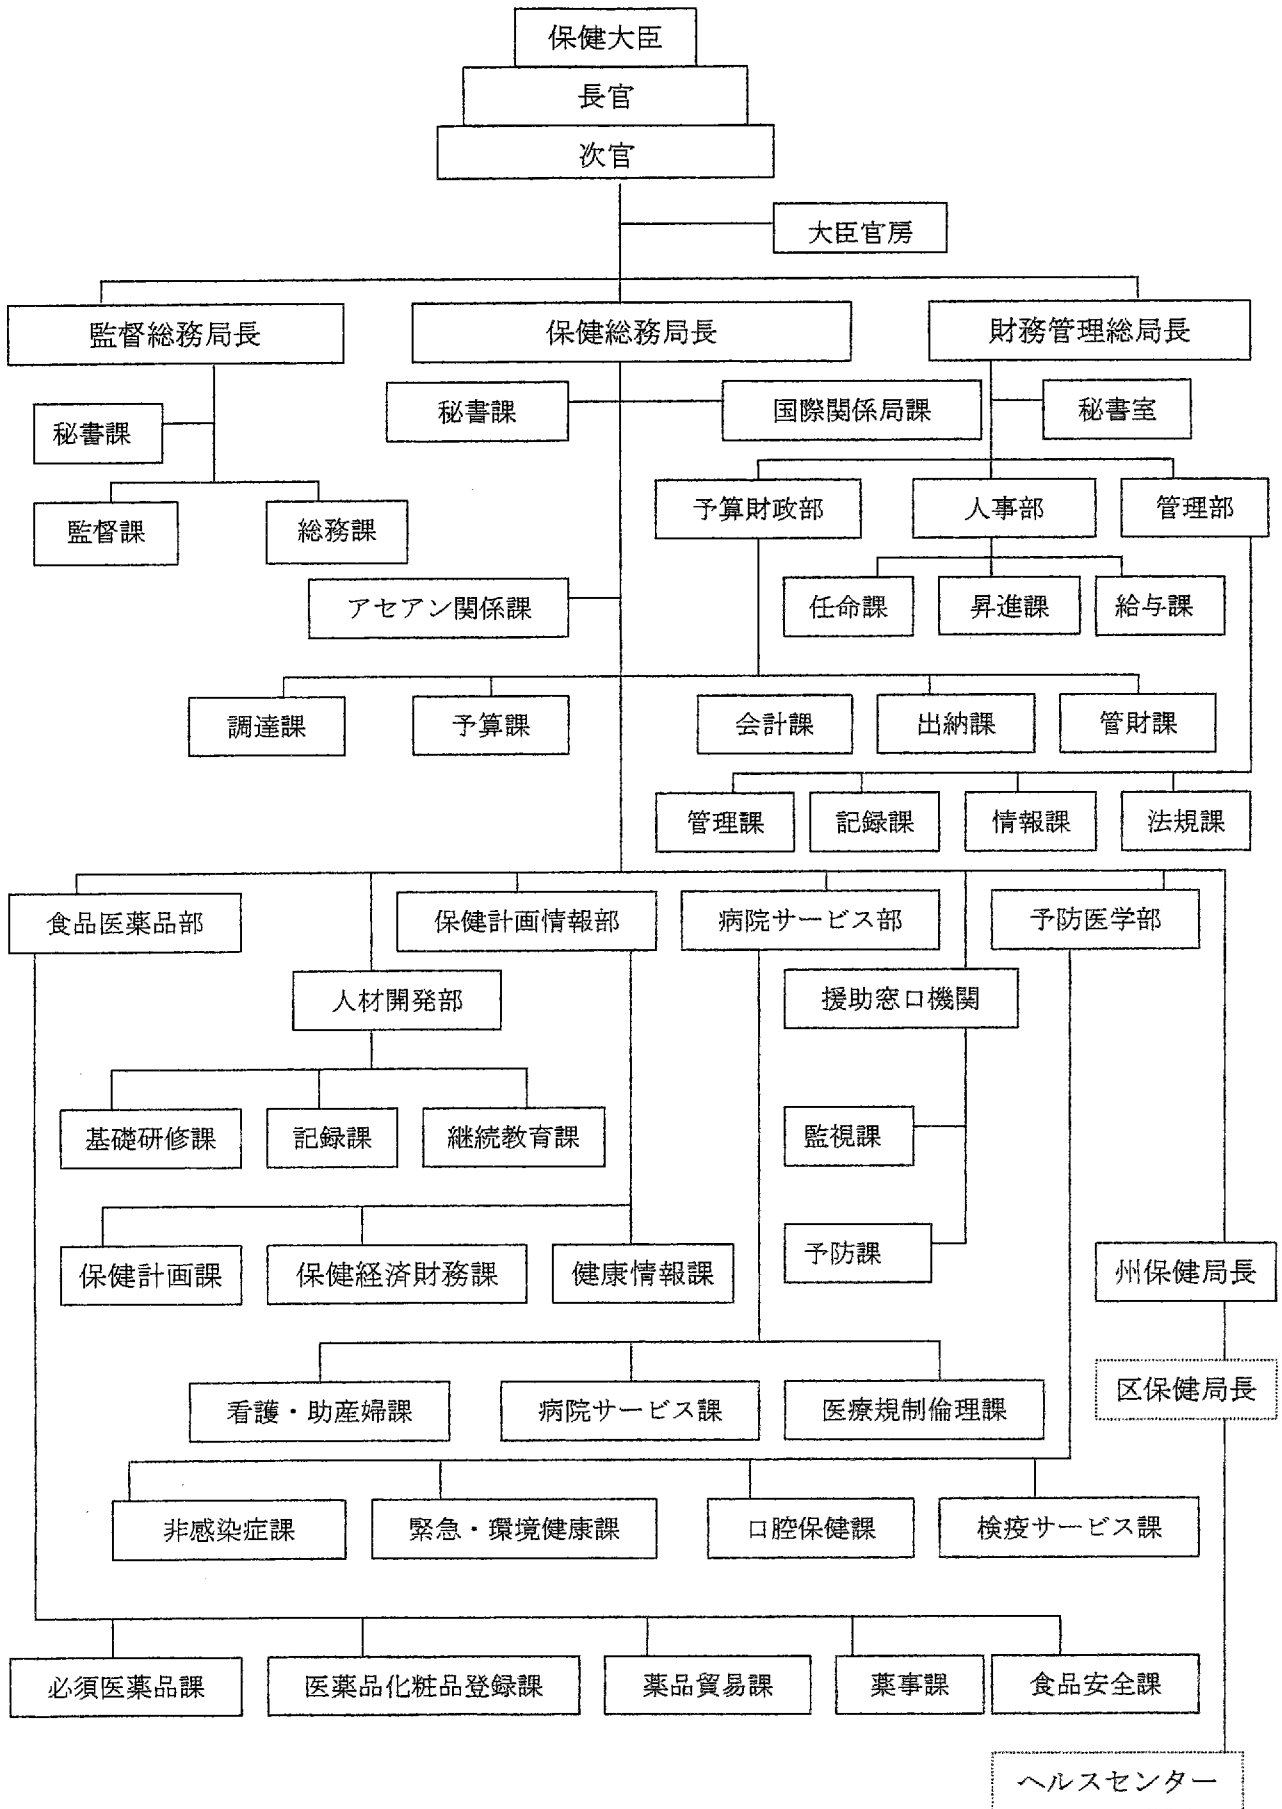 保健大臣
長官
次官
大臣官房
監督総務局長
保健総務局長
財務管理総局長
秘書課
国際関係局課
秘書室
秘書課
予算財政部
人事部
管理部
監督課
総務課
アセアン関係課
任命課
昇進課
給与課
調達課
予算課
会計課
出納課
管財課
管理課
記録課
情報課
法規課
食品医薬品部
保健計画情報部
病院サービス部
予防医学部
人材開発部
援助窓口機関
基礎研修課
記録課
継続教育課
監視課
予防課
保健計画課
保健経済財務課
健康情報課
州保健局長
区保健局長
看護・助産婦課
病院サービス課
医療規制倫理課
非感染症課
緊急・環境健康課
口腔保健課
検疫サービス課
必須医薬品課
医薬品化粧品登録課
薬品貿易課
薬事課
食品安全課
ヘルスセンター